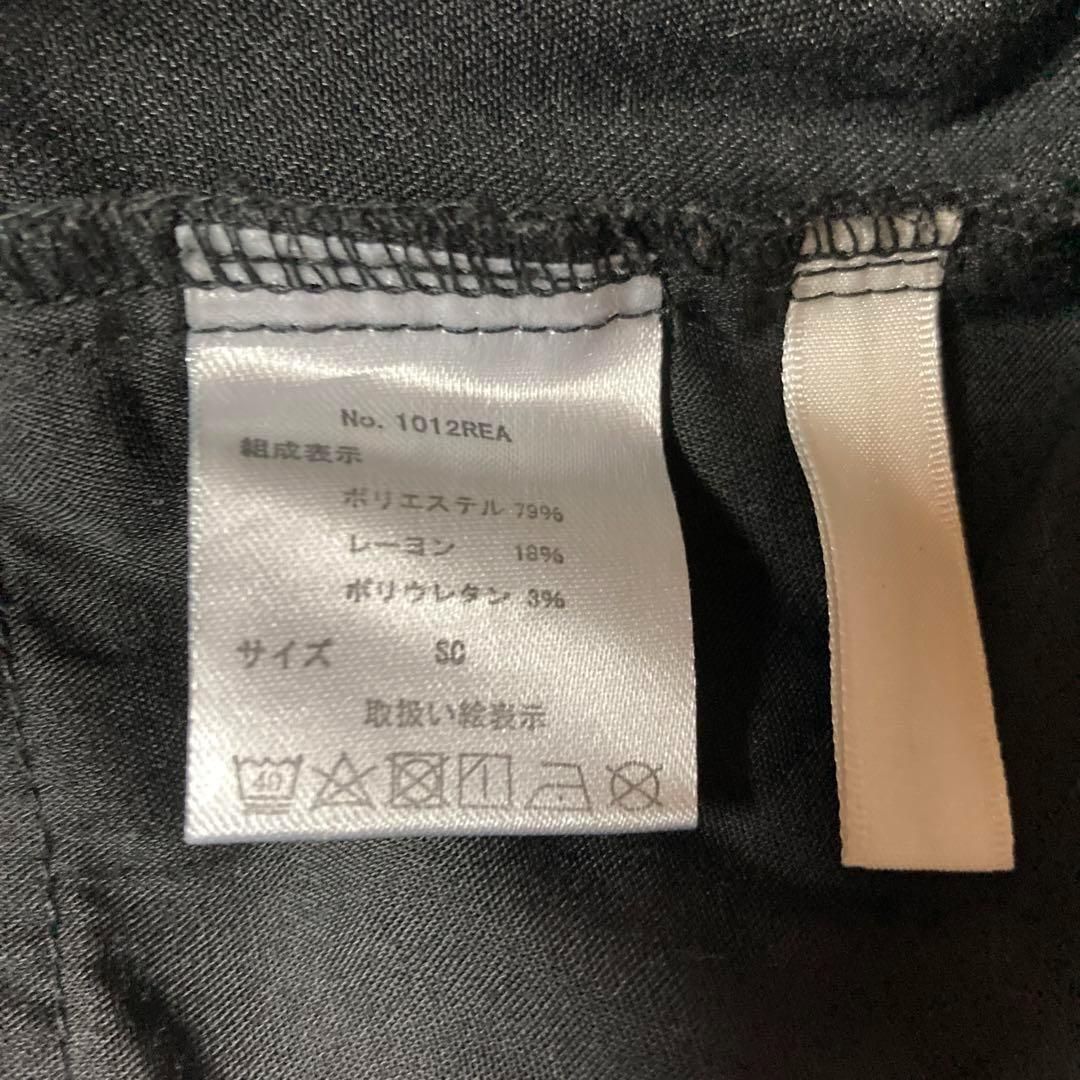 No. 1012REA
組成表示
ポリエステル 79%
レーヨン 18%
ポリウレタン 3%
サイズ SC
取扱い絵表示
40